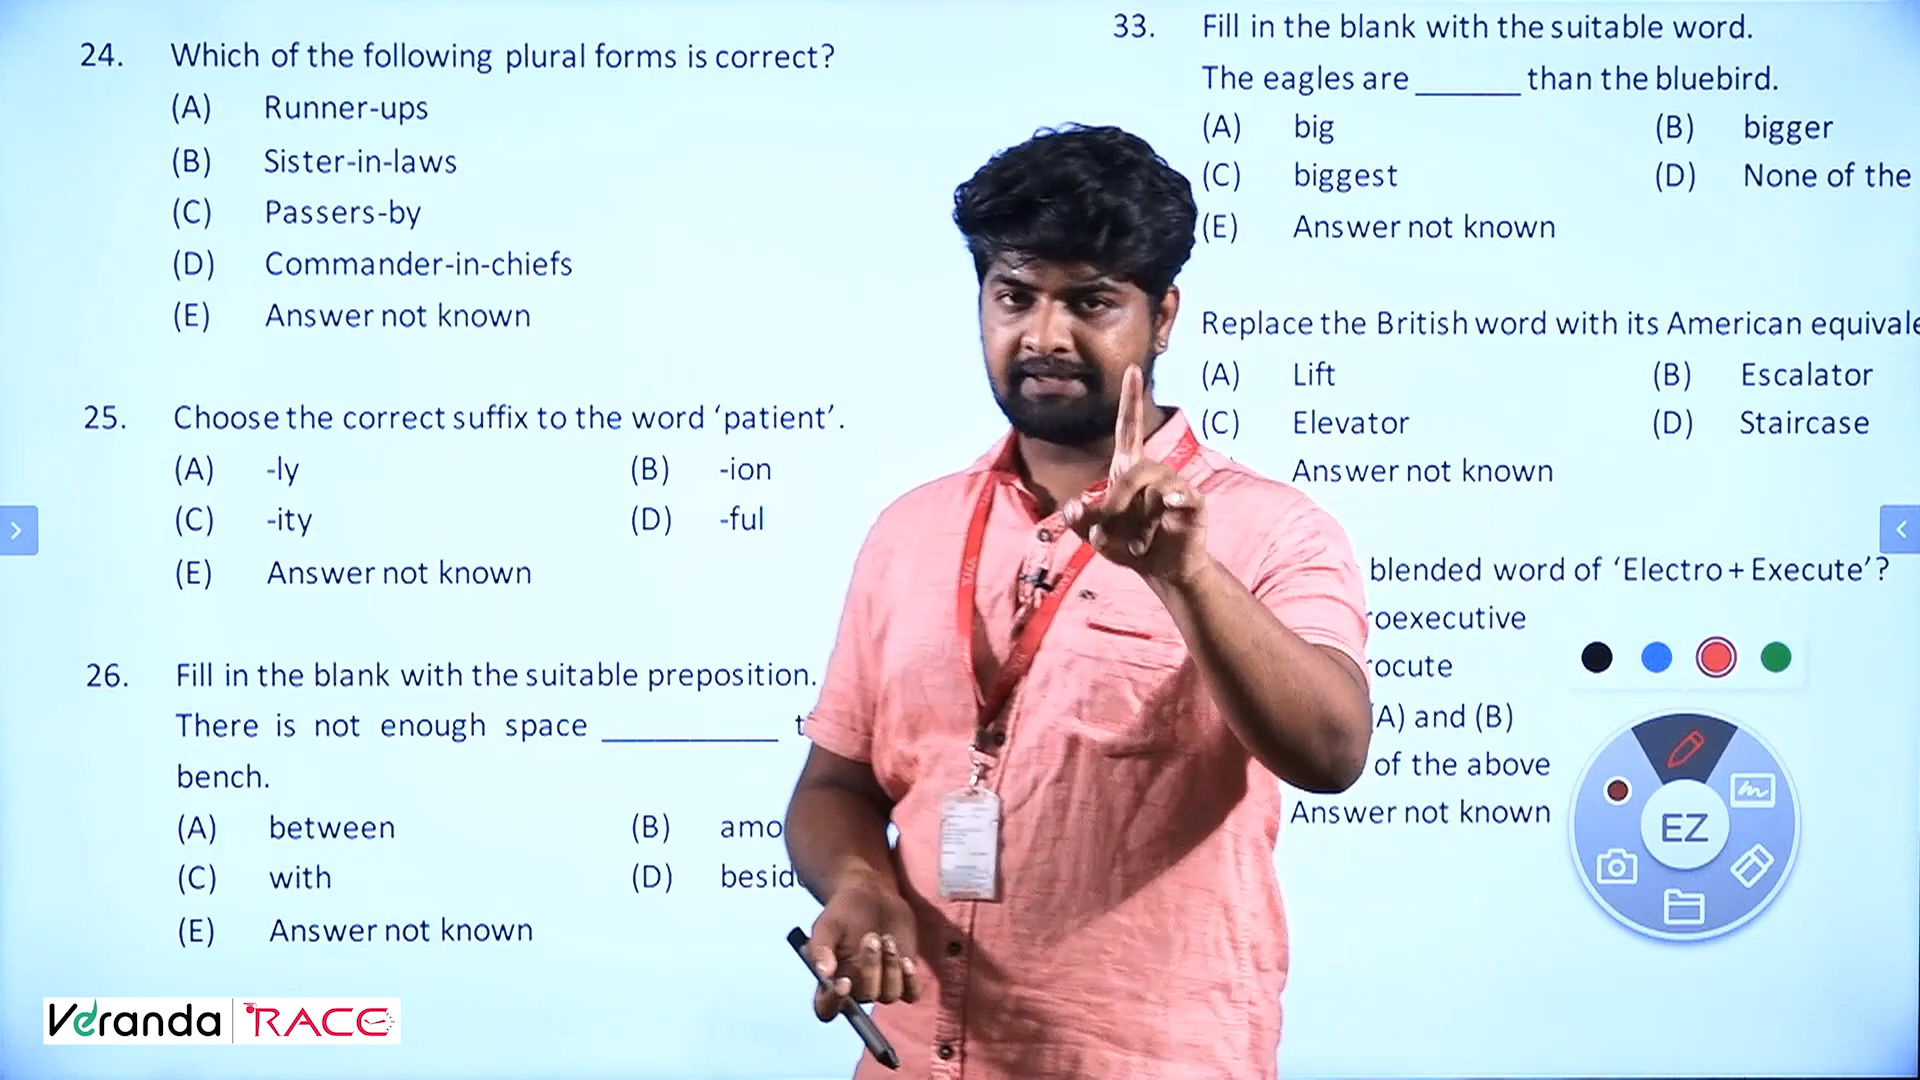 24. Which of the following plural forms is correct?
(A) Runner-ups
(B) Sister-in-laws
(C) Passers-by
(D) Commander-in-chiefs
(E) Answer not known
25. Choose the correct suffix to the word ‘patient’.
(A) -ly (B) -ion
(C) -ity (D) -ful
(E) Answer not known
26. Fill in the blank with the suitable preposition.
There is not enough space __________
bench.
(A) between (B)
(C) with (D)
(E) Answer not known
33. Fill in the blank with the suitable word.
The eagles are ______ than the bluebird.
(A) big (B) bigger
(C) biggest (D) None of the
(E) Answer not known
Replace the British word with its American
(A) Lift (B) Escalator
(C) Elevator (D) Staircase
Answer not known
blended word of ‘Electro + Execute’?
oexecutive
ocute
(A) and (B)
of the above
Answer not known
EZ
Veranda RACE